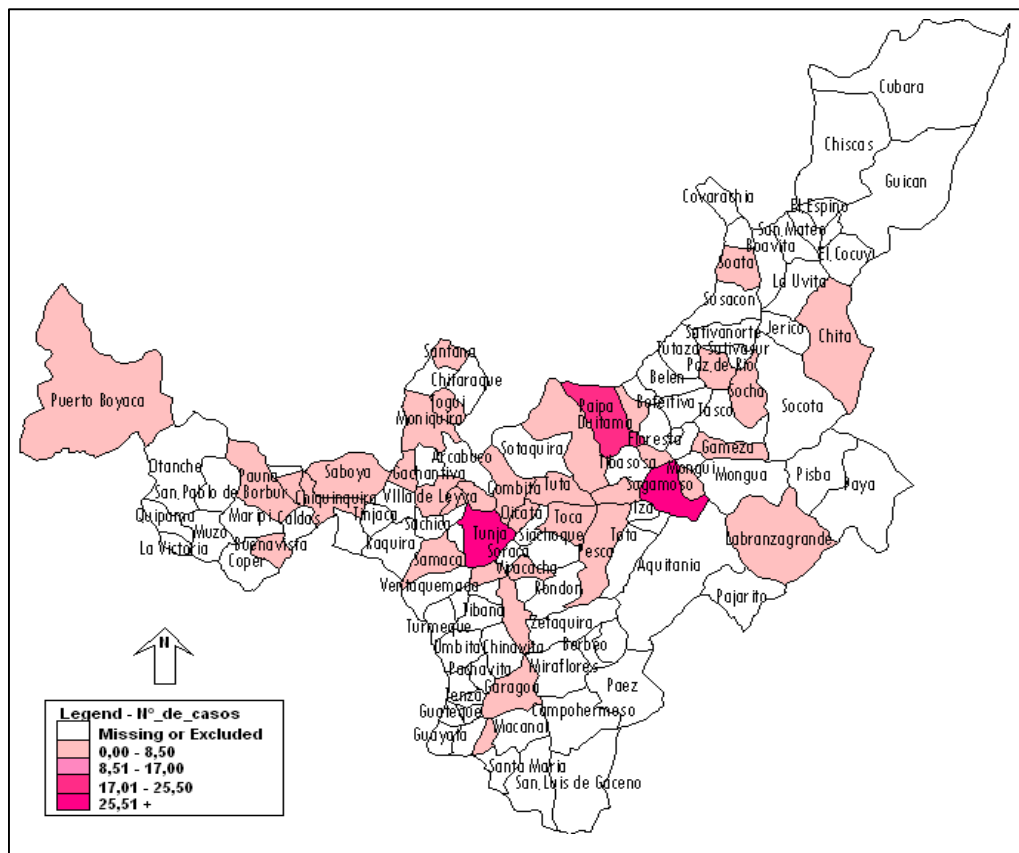 Cubara
Chiscas
Guican
Covarachia
El Espino
San Mateo
Boavita
El Cocuy
Soata
La Uvita
Susacon
Sativanorte
Jerico
Chita
Tutaza
Sativasur
Paz de Rio
Santana
Chitaraque
Belen
Socha
Puerto Boyaca
Togui
Moniquira
Paipa
Duitama
Beteitiva
Tasco
Socota
Floresta
Gameza
Sotaquira
Arcabuco
Tibasosa
Mongui
Mongua
Pisba
Paya
Otanche
Pauna
Saboya
Gachantiva
San Pablo de Borbur
Chiquinquira
Villa de Leyva
Combita
Tuta
Sagamoso
Iza
Quipama
Maripi
Caldas
Tinjaca
Sachica
Oicata
Toca
Muzo
Tunja
Siachoque
Tota
Labranzagrande
La Victoria
Buenavista
Raquira
Soraca
Pesca
Coper
Samaca
Viracacha
Aquitania
Ventaquemada
Rondon
Pajarito
Tibana
Turmeque
Zetaquira
Umbita
Chinavita
Berbeo
Pachavita
Miraflores
Garagoa
Paez
Tenza
Guateque
Campohermoso
Guayata
Macanal
Santa Maria
San Luis de Gaceno
N
Legend - N°_de_casos
Missing or Excluded
0,00 - 8,50
8,51 - 17,00
17,01 - 25,50
25,51 +